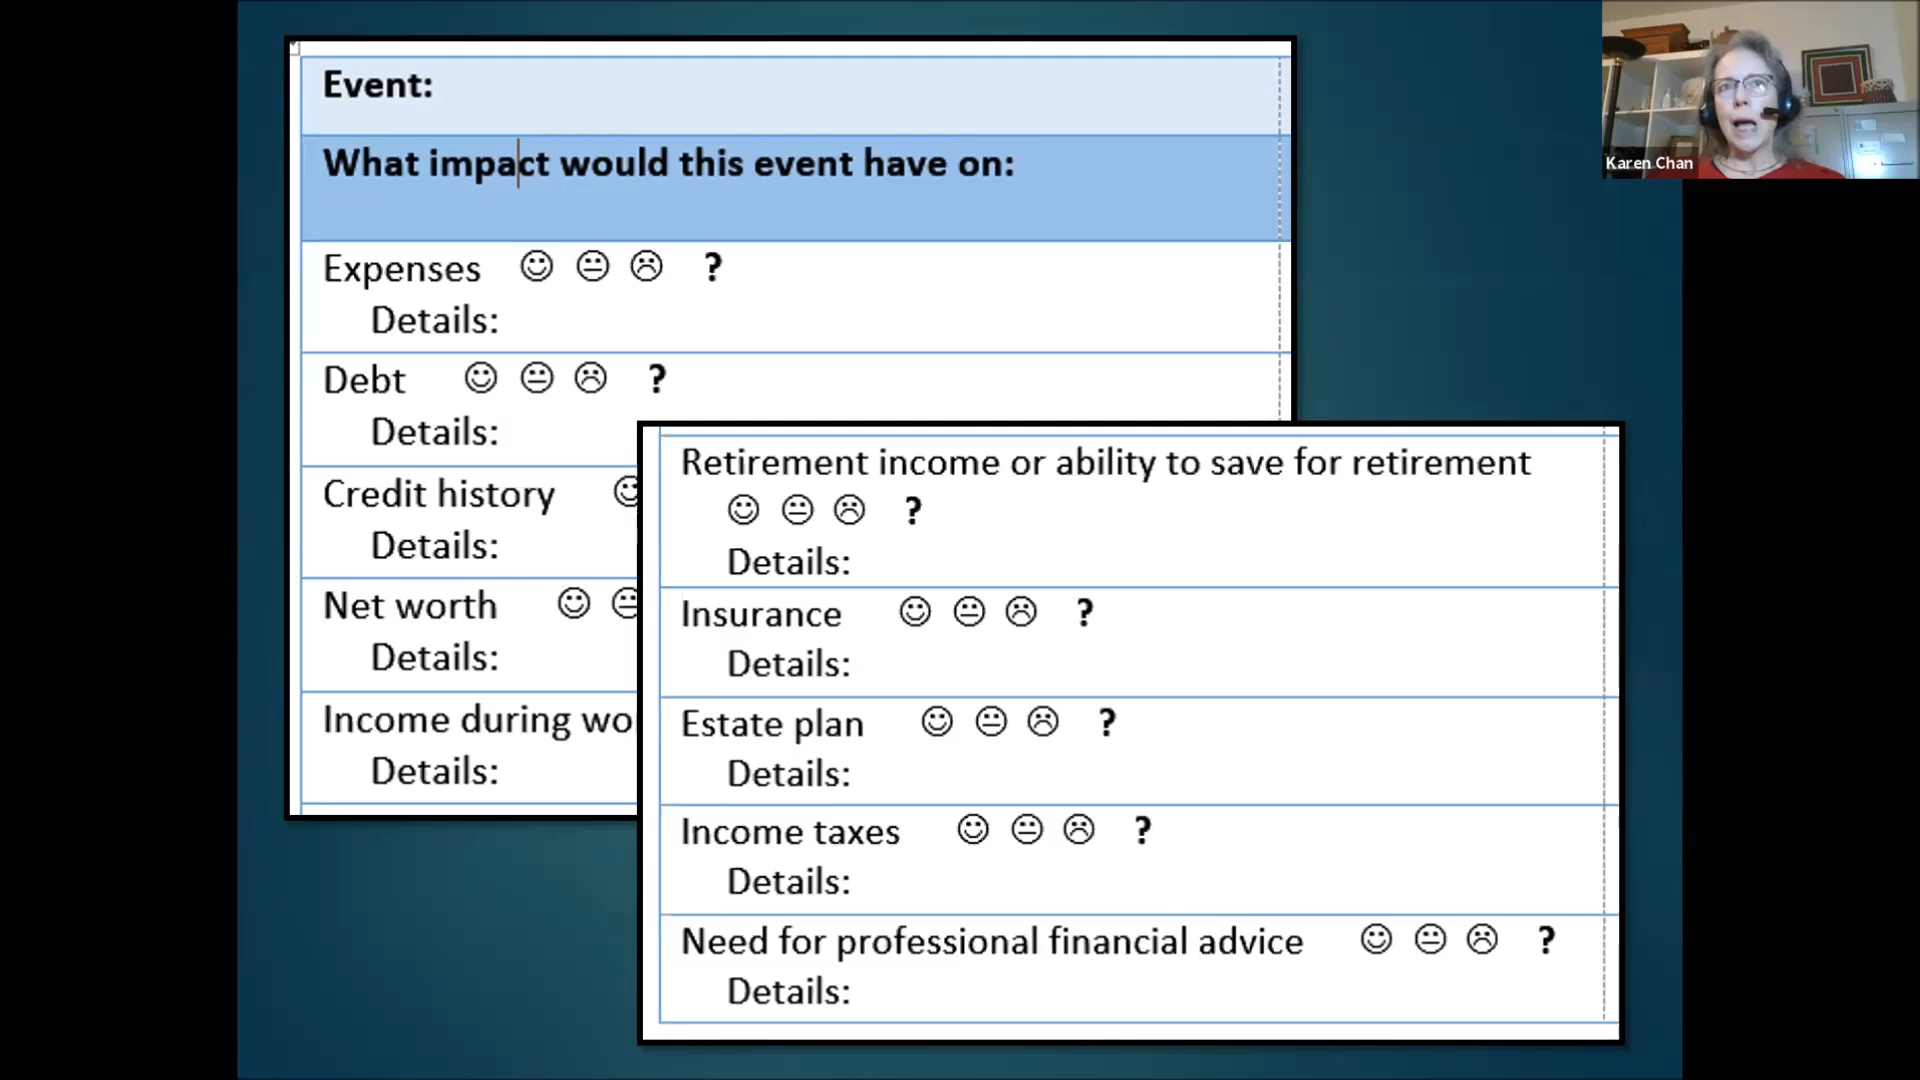 Event:
What impact would this event have on:
Expenses ☺ 😐 ☹ ?
Details:
Debt ☺ 😐 ☹ ?
Details:
Credit history ☺
Details:
Net worth ☺ 😐
Details:
Income during wo
Details:
Retirement income or ability to save for retirement
☺ 😐 ☹ ?
Details:
Insurance ☺ 😐 ☹ ?
Details:
Estate plan ☺ 😐 ☹ ?
Details:
Income taxes ☺ 😐 ☹ ?
Details:
Need for professional financial advice ☺ 😐 ☹ ?
Details:
Karen Chan